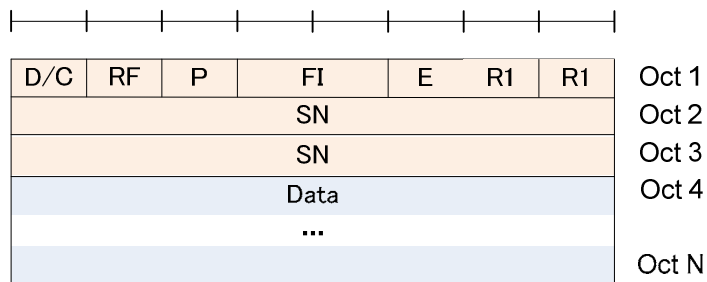 D/C RF P FI E R1 R1 Oct 1
SN Oct 2
SN Oct 3
Data Oct 4
...
Oct N